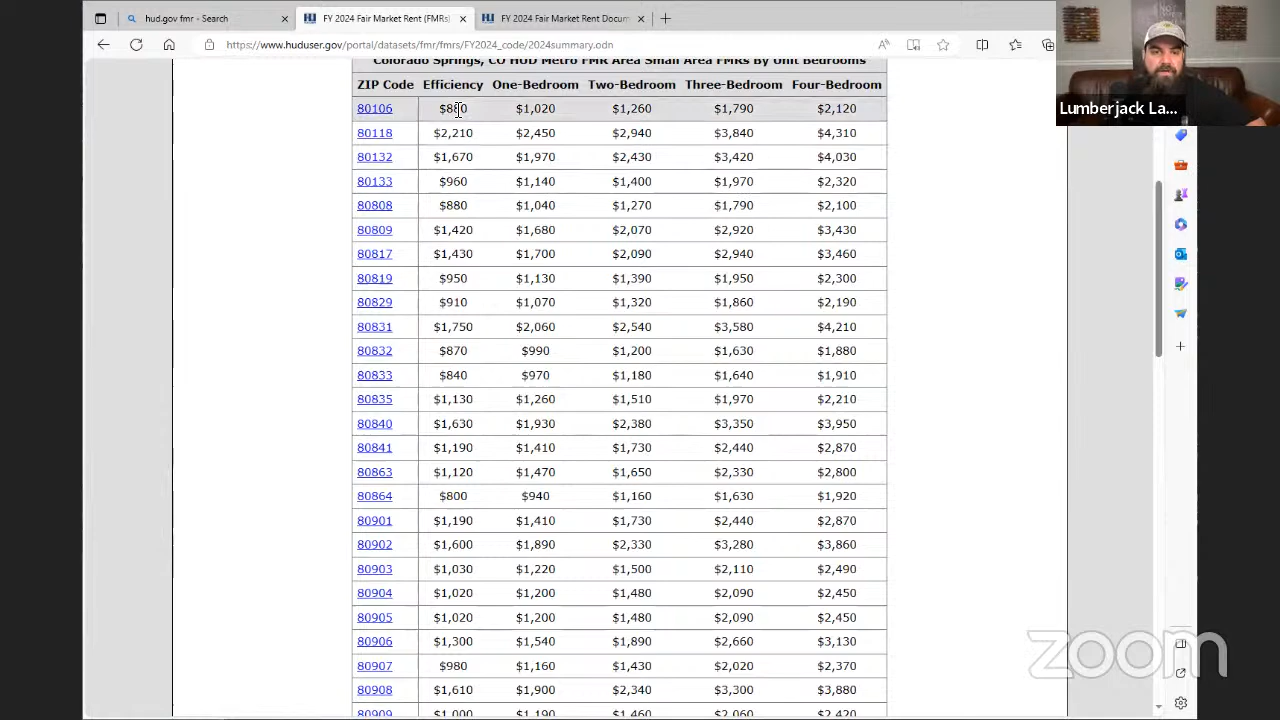 hud.gov fmr - Search
FY 2024 Fair Market Rent (FMRs)
FY 2024 Fair Market Rent Docum
https://www.huduser.gov/portal/datasets/fmr/fmrs/FY2024_code/2024summary.odn
CO HUD Metro FMR Area Small Area FMRs By Unit Bedrooms
ZIP Code Efficiency One-Bedroom Two-Bedroom Three-Bedroom Four-Bedroom
80106 $1,020 $1,260 $1,790 $2,120
80118 $2,210 $2,450 $2,940 $3,840 $4,310
80132 $1,670 $1,970 $2,430 $3,420 $4,030
80133 $960 $1,140 $1,400 $1,970 $2,320
80808 $880 $1,040 $1,270 $1,790 $2,100
80809 $1,420 $1,680 $2,070 $2,920 $3,430
80817 $1,430 $1,700 $2,090 $2,940 $3,460
80819 $950 $1,130 $1,390 $1,950 $2,300
80829 $910 $1,070 $1,320 $1,860 $2,190
80831 $1,750 $2,060 $2,540 $3,580 $4,210
80832 $870 $990 $1,200 $1,630 $1,880
80833 $840 $970 $1,180 $1,640 $1,910
80835 $1,130 $1,260 $1,510 $1,970 $2,210
80840 $1,630 $1,930 $2,380 $3,350 $3,950
80841 $1,190 $1,410 $1,730 $2,440 $2,870
80863 $1,120 $1,470 $1,650 $2,330 $2,800
80864 $800 $940 $1,160 $1,630 $1,920
80901 $1,190 $1,410 $1,730 $2,440 $2,870
80902 $1,600 $1,890 $2,330 $3,280 $3,860
80903 $1,030 $1,220 $1,500 $2,110 $2,490
80904 $1,020 $1,200 $1,480 $2,090 $2,450
80905 $1,020 $1,200 $1,480 $2,090 $2,450
80906 $1,300 $1,540 $1,890 $2,660 $3,130
80907 $980 $1,160 $1,430 $2,020 $2,370
80908 $1,610 $1,900 $2,340 $3,300 $3,880
80909 $1,000 $1,190 $1,460 $2,060 $2,420
Lumberjack La...
zoom